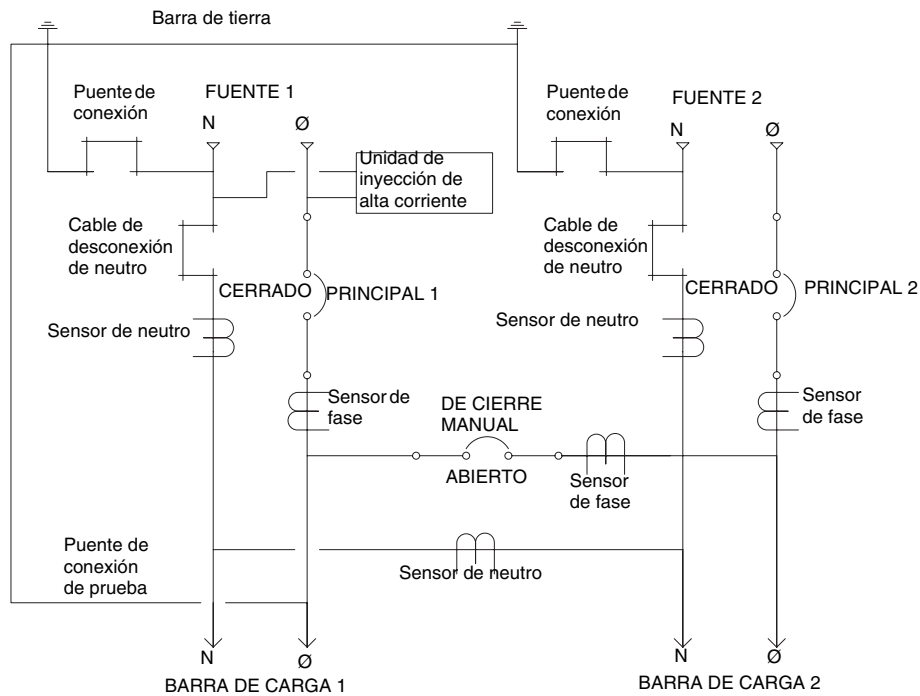 Barra de tierra
Puente de
conexión
FUENTE 1
N
Ø
Unidad de
inyección de
alta corriente
Puente de
conexión
FUENTE 2
N
Ø
Cable de
desconexión
de neutro
CERRADO
PRINCIPAL 1
Sensor de neutro
Cable de
desconexión
de neutro
CERRADO
PRINCIPAL 2
Sensor de neutro
Sensor de
fase
DE CIERRE
MANUAL
ABIERTO
Sensor
de fase
Sensor
de fase
Puente de
conexión
de prueba
Sensor de neutro
N
Ø
BARRA DE CARGA 1
N
Ø
BARRA DE CARGA 2